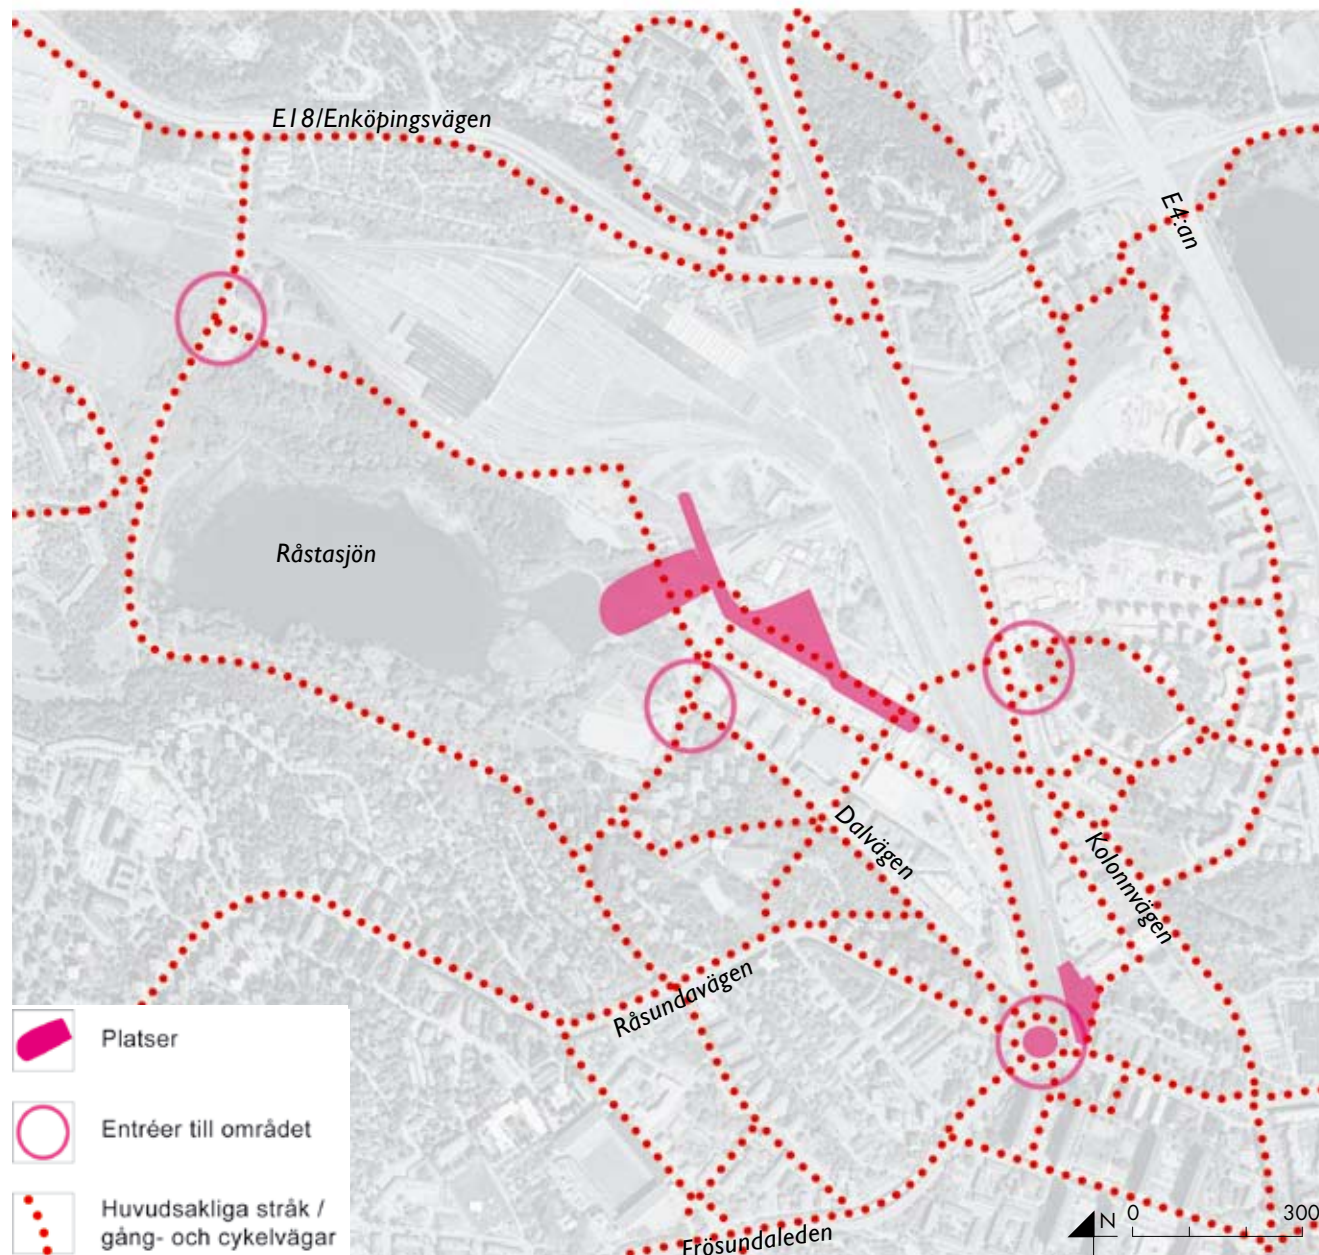 E18/Enköpingsvägen
E4:an
Råstasjön
Dalvägen
Kolonnvägen
Råsundavägen
Platser
Entréer till området
Huvudsakliga stråk /
gång- och cykelvägar
Frösundaleden
N 0 300